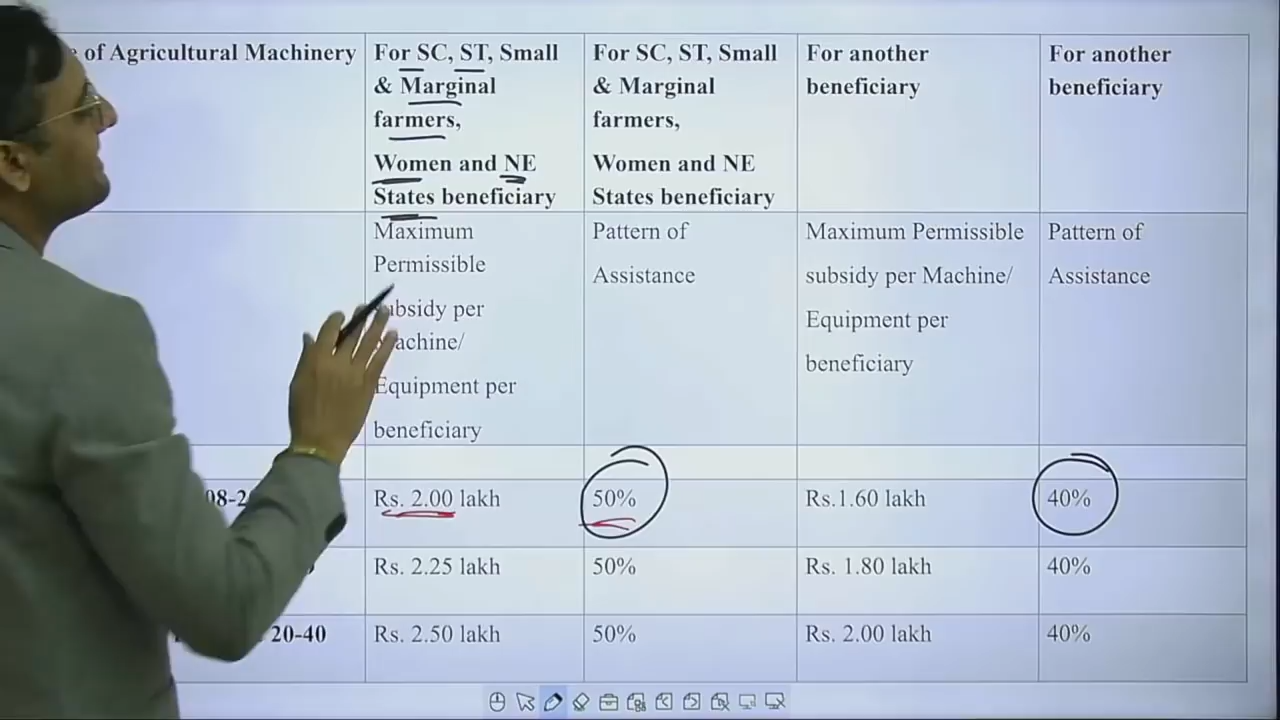 of Agricultural Machinery
For SC, ST, Small
& Marginal
farmers,
Women and NE
States beneficiary
For SC, ST, Small
& Marginal
farmers,
Women and NE
States beneficiary
For another
beneficiary
For another
beneficiary
Maximum
Permissible
subsidy per
Machine/
Equipment per
beneficiary
Pattern of
Assistance
Maximum Permissible
subsidy per Machine/
Equipment per
beneficiary
Pattern of
Assistance
Rs. 2.00 lakh
50%
Rs.1.60 lakh
40%
Rs. 2.25 lakh
50%
Rs. 1.80 lakh
40%
20-40
Rs. 2.50 lakh
50%
Rs. 2.00 lakh
40%